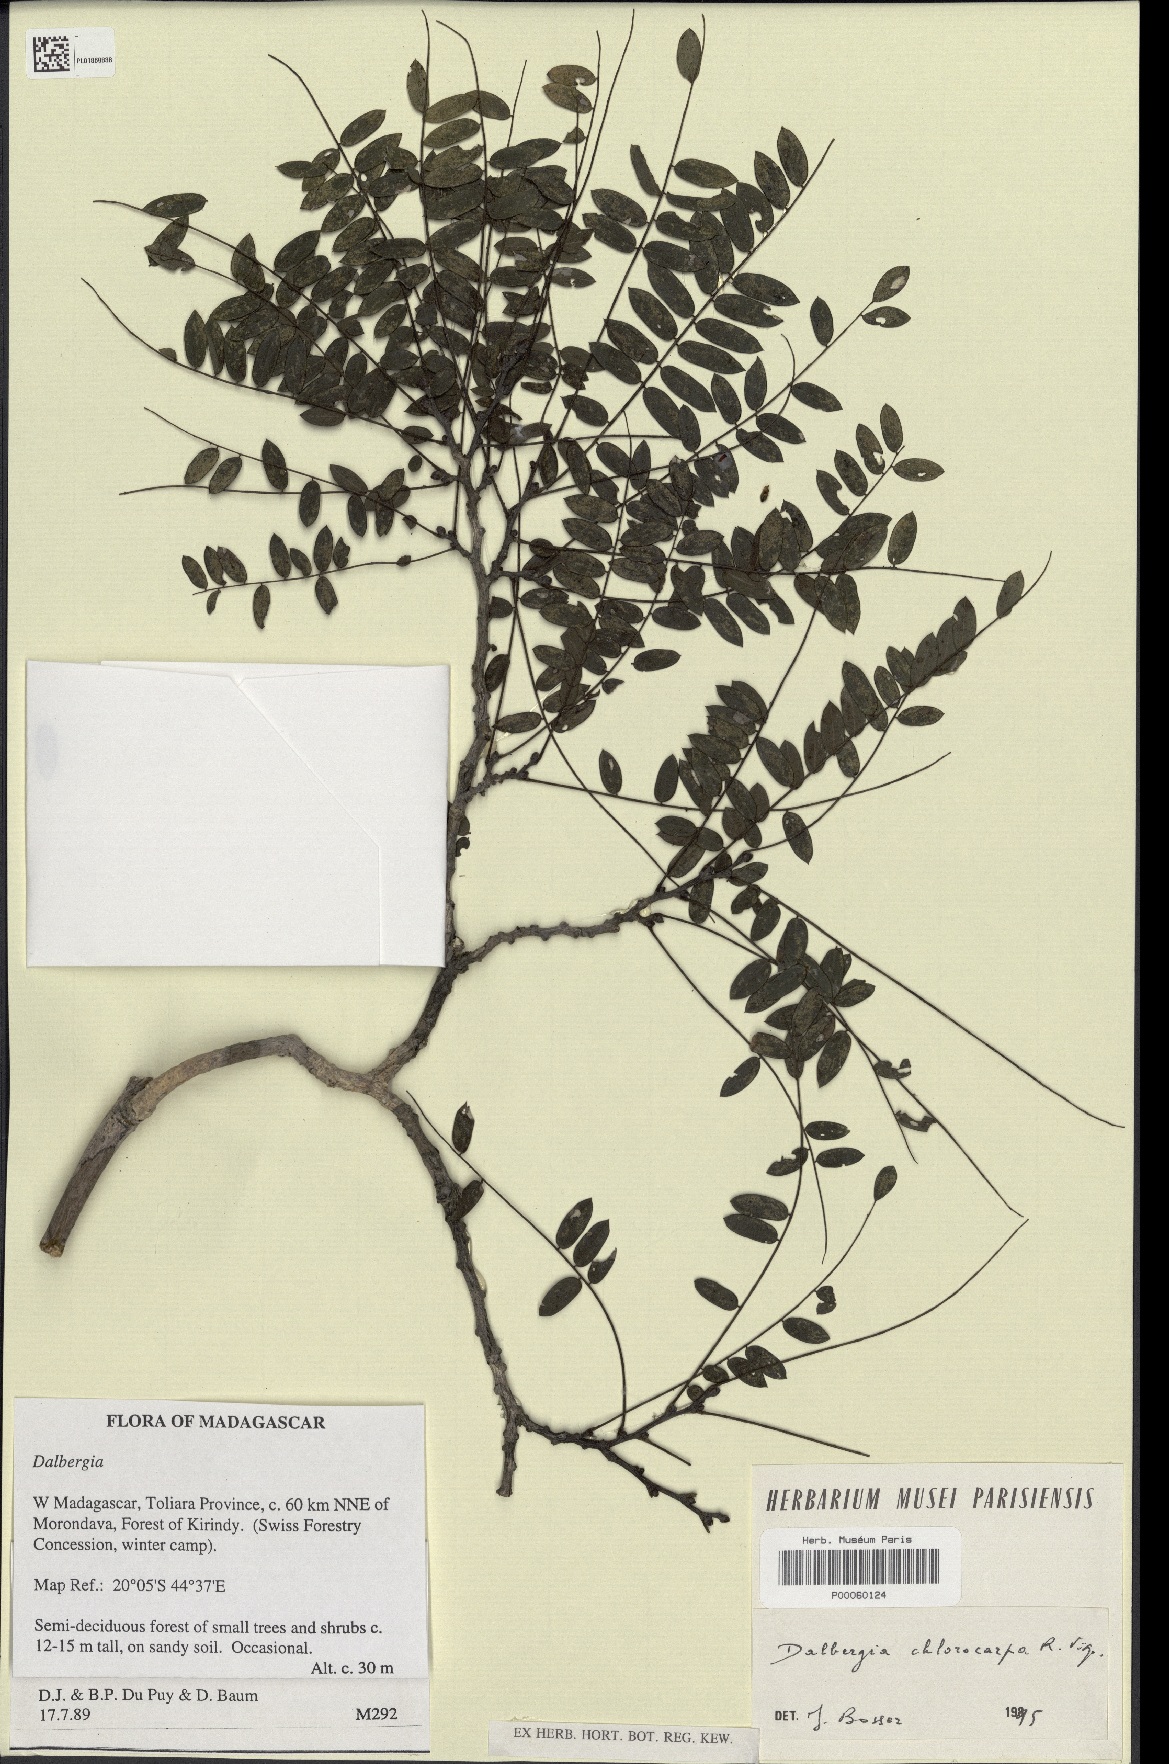 PL01069938
FLORA OF MADAGASCAR
Dalbergia
W Madagascar, Toliara Province, c. 60 km NNE of
Morondava, Forest of Kirindy. (Swiss Forestry
Concession, winter camp).
Map Ref.: 20°05'S 44°37'E
Semi-deciduous forest of small trees and shrubs c.
12-15 m tall, on sandy soil. Occasional.
Alt. c. 30 m
D.J. & B.P. Du Puy & D. Baum
17.7.89 M292
HERBARIUM MUSEI PARISIENSIS
Herb. Muséum Paris
P00060124
Dalbergia chlorocarpa R. Vig.
DET. J. Bosser 1995
EX HERB. HORT. BOT. REG. KEW.